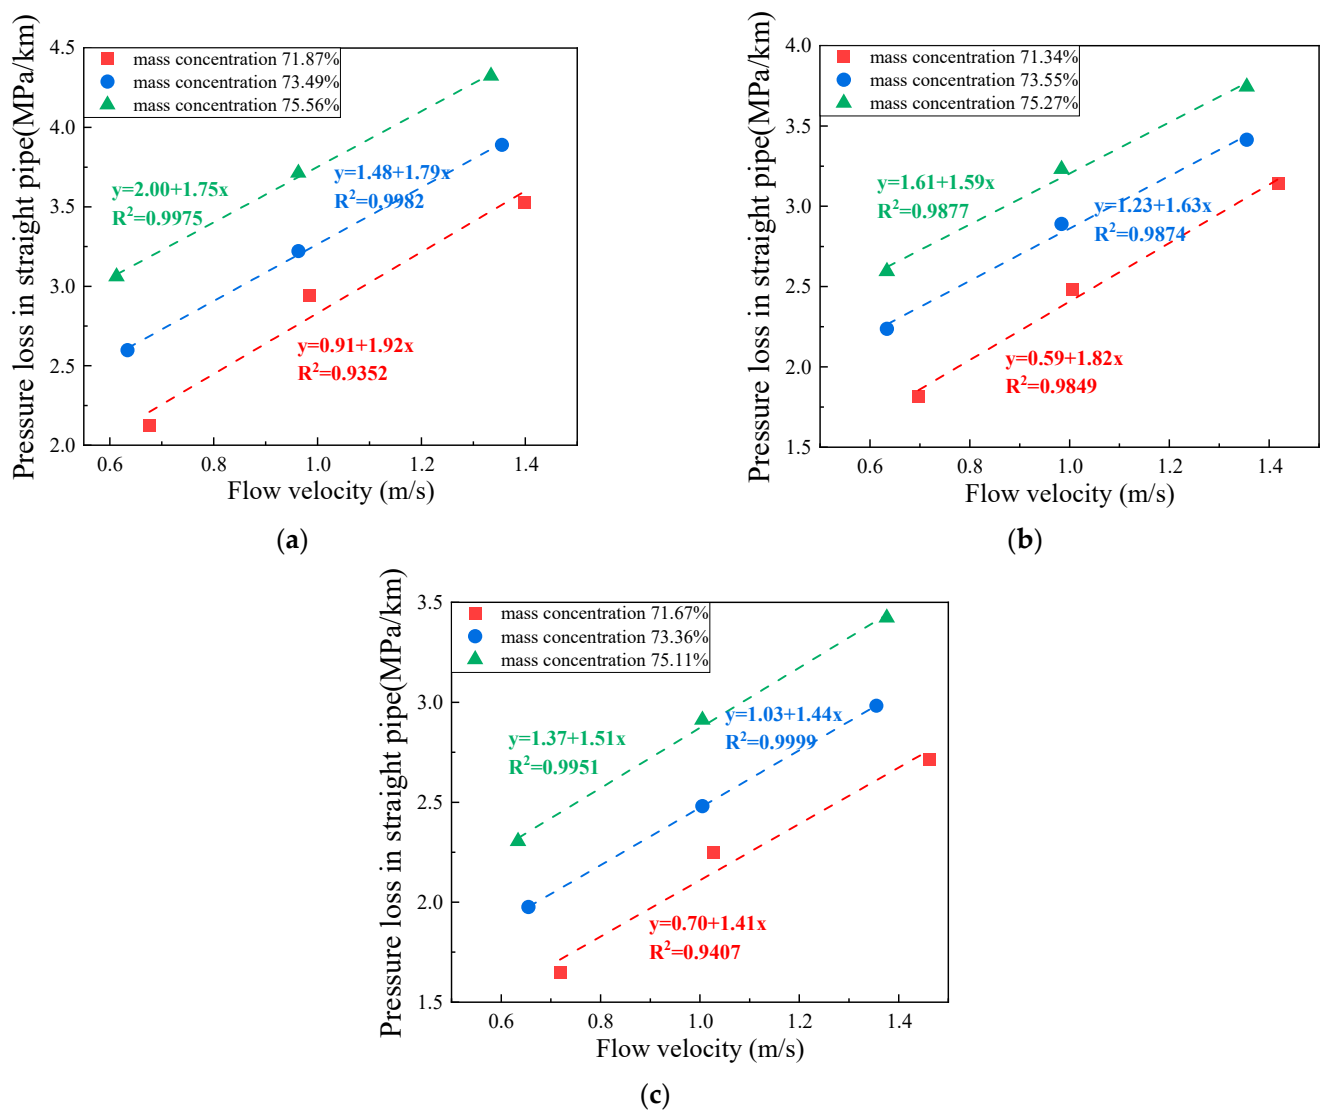 Pressure loss in straight pipe(MPa/km)
4.5
4.0
3.5
3.0
2.5
2.0
mass concentration 71.87%
mass concentration 73.49%
mass concentration 75.56%
y=2.00+1.75x
R²=0.9975
y=1.48+1.79x
R²=0.9982
y=0.91+1.92x
R²=0.9352
0.6 0.8 1.0 1.2 1.4
Flow velocity (m/s)
(a)
Pressure loss in straight pipe(MPa/km)
4.0
3.5
3.0
2.5
2.0
1.5
mass concentration 71.34%
mass concentration 73.55%
mass concentration 75.27%
y=1.61+1.59x
R²=0.9877
y=1.23+1.63x
R²=0.9874
y=0.59+1.82x
R²=0.9849
0.6 0.8 1.0 1.2 1.4
Flow velocity (m/s)
(b)
Pressure loss in straight pipe(MPa/km)
3.5
3.0
2.5
2.0
1.5
mass concentration 71.67%
mass concentration 73.36%
mass concentration 75.11%
y=1.37+1.51x
R²=0.9951
y=1.03+1.44x
R²=0.9999
y=0.70+1.41x
R²=0.9407
0.6 0.8 1.0 1.2 1.4
Flow velocity (m/s)
(c)